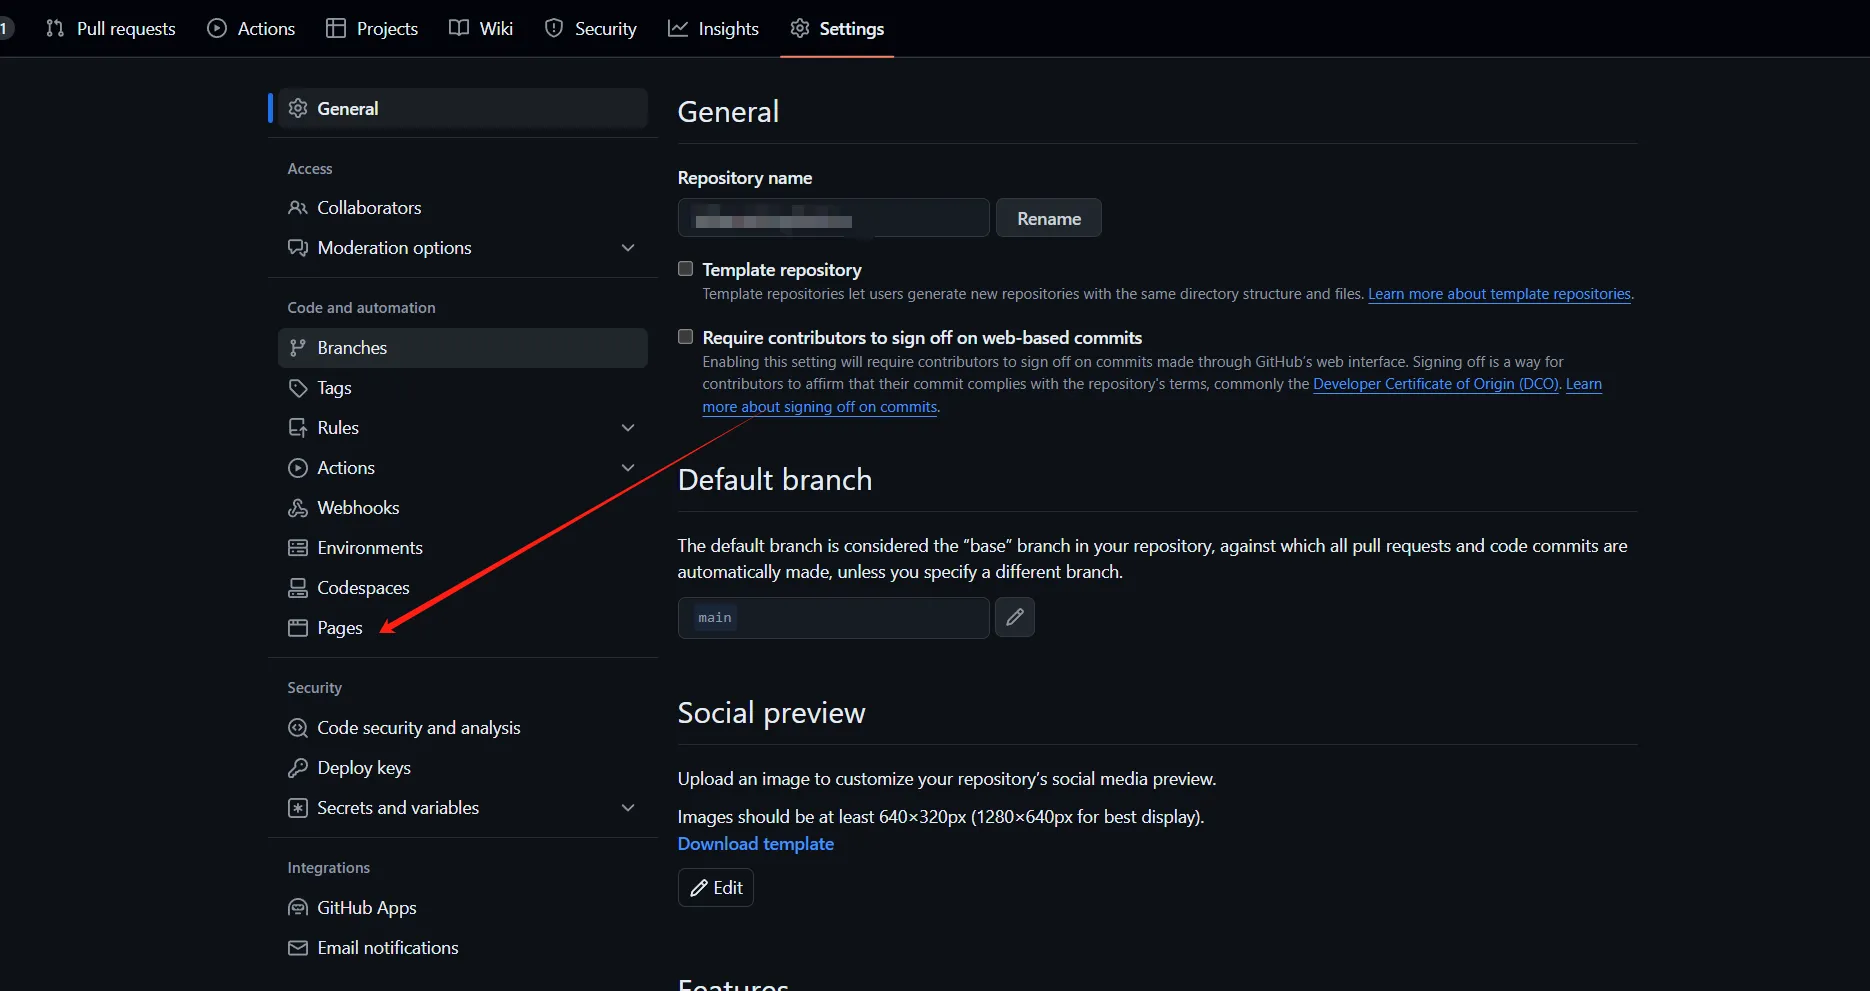 1
Pull requests
Actions
Projects
Wiki
Security
Insights
Settings
General
Access
Collaborators
Moderation options
Code and automation
Branches
Tags
Rules
Actions
Webhooks
Environments
Codespaces
Pages
Security
Code security and analysis
Deploy keys
Secrets and variables
Integrations
GitHub Apps
Email notifications
General
Repository name
Rename
Template repository
Template repositories let users generate new repositories with the same directory structure and files. Learn more about template repositories.
Require contributors to sign off on web-based commits
Enabling this setting will require contributors to sign off on commits made through GitHub's web interface. Signing off is a way for
contributors to affirm that their commit complies with the repository's terms, commonly the Developer Certificate of Origin (DCO). Learn
more about signing off on commits.
Default branch
The default branch is considered the “base” branch in your repository, against which all pull requests and code commits are
automatically made, unless you specify a different branch.
main
Social preview
Upload an image to customize your repository's social media preview.
Images should be at least 640×320px (1280×640px for best display).
Download template
Edit
Features